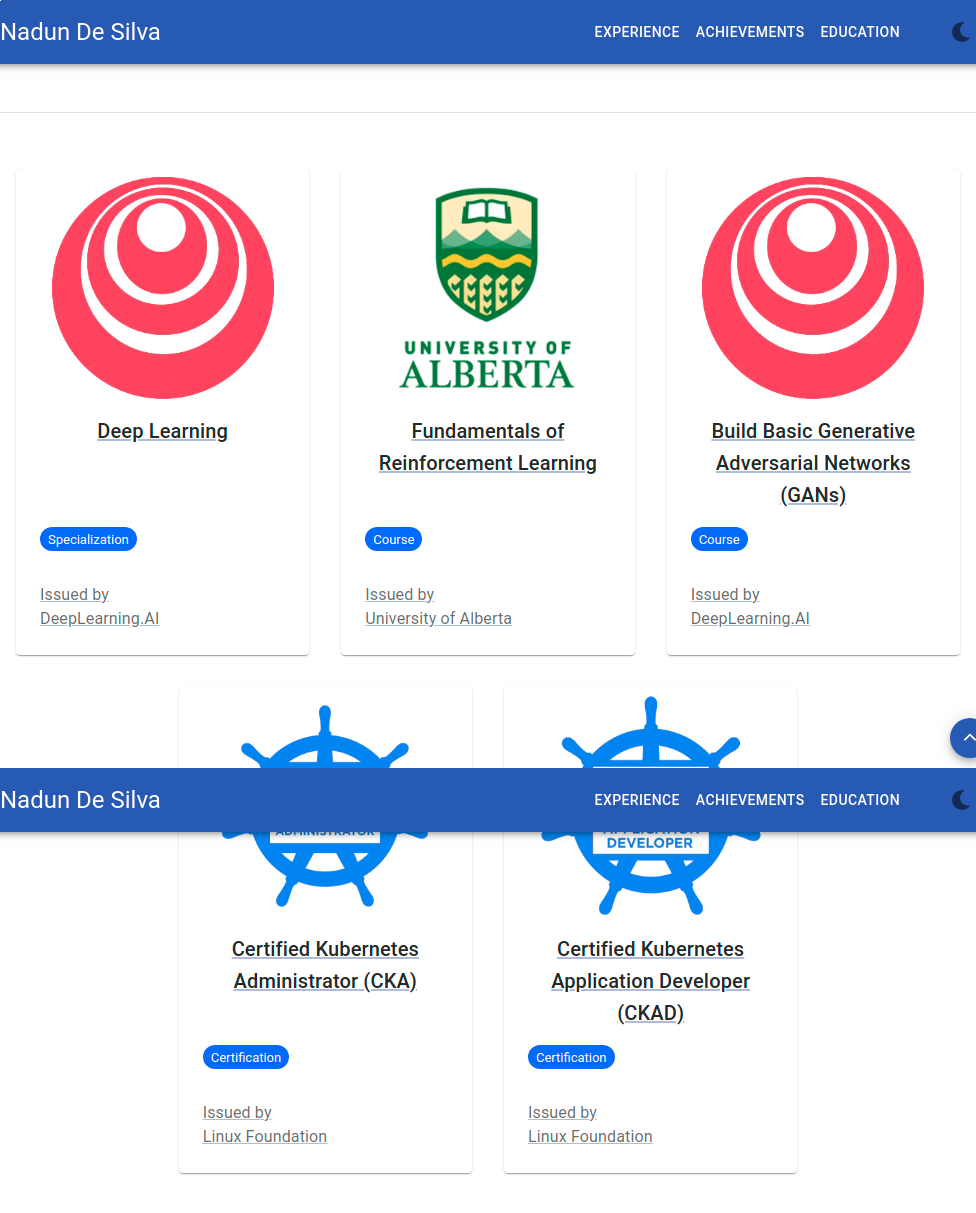 Nadun De Silva
EXPERIENCE ACHIEVEMENTS EDUCATION
UNIVERSITY OF
ALBERTA
Deep Learning
Fundamentals of
Reinforcement Learning
Build Basic Generative
Adversarial Networks
(GANs)
Specialization
Course
Course
Issued by
DeepLearning.AI
Issued by
University of Alberta
Issued by
DeepLearning.AI
Nadun De Silva
EXPERIENCE ACHIEVEMENTS EDUCATION
ADMINISTRATOR
APPLICATION
DEVELOPER
Certified Kubernetes
Administrator (CKA)
Certified Kubernetes
Application Developer
(CKAD)
Certification
Certification
Issued by
Linux Foundation
Issued by
Linux Foundation